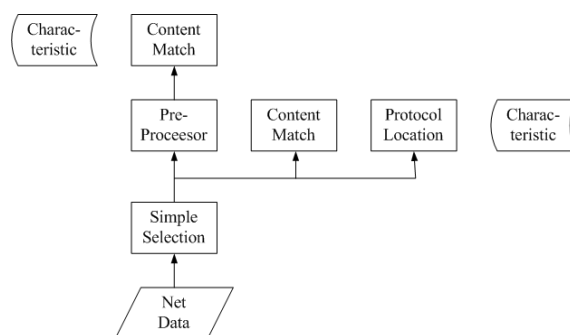 Charac-
teristic
Content
Match
Pre-
Proceesor
Content
Match
Protocol
Location
Charac-
teristic
Simple
Selection
Net
Data